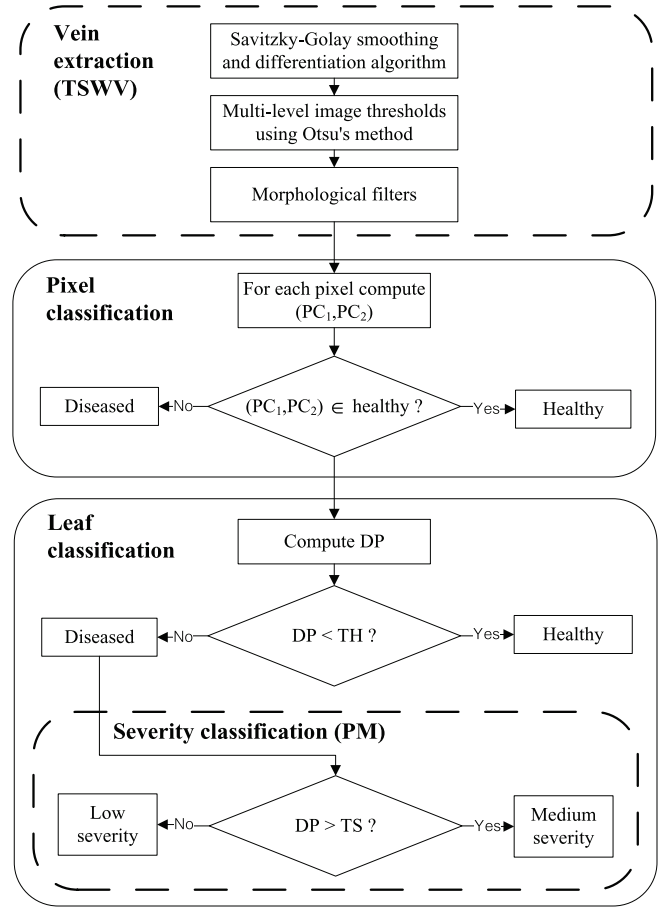 Vein
extraction
(TSWV)
Savitzky-Golay smoothing
and differentiation algorithm
Multi-level image thresholds
using Otsu's method
Morphological filters
Pixel
classification
For each pixel compute
(PC₁,PC₂)
Diseased
No
(PC₁,PC₂) ∈ healthy ?
Yes
Healthy
Leaf
classification
Compute DP
Diseased
No
DP < TH ?
Yes
Healthy
Severity classification (PM)
Low
severity
No
DP > TS ?
Yes
Medium
severity